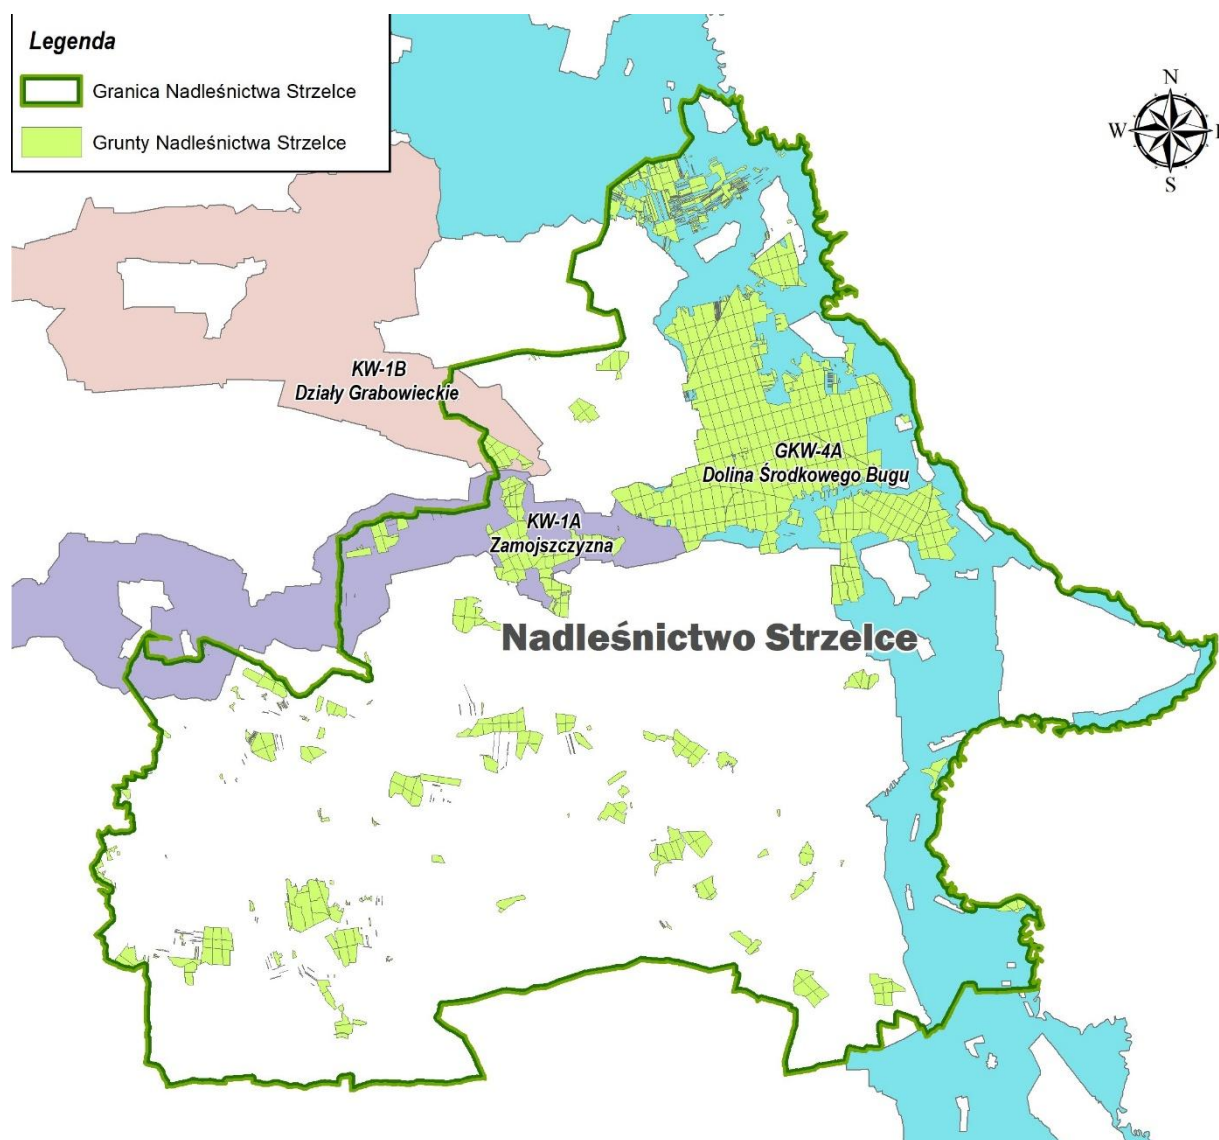 Legenda
Granica Nadleśnictwa Strzelce
Grunty Nadleśnictwa Strzelce
N
W
E
S
KW-1B
Działy Grabowieckie
GKW-4A
Dolina Środkowego Bugu
KW-1A
Zamojszczyzna
Nadleśnictwo Strzelce